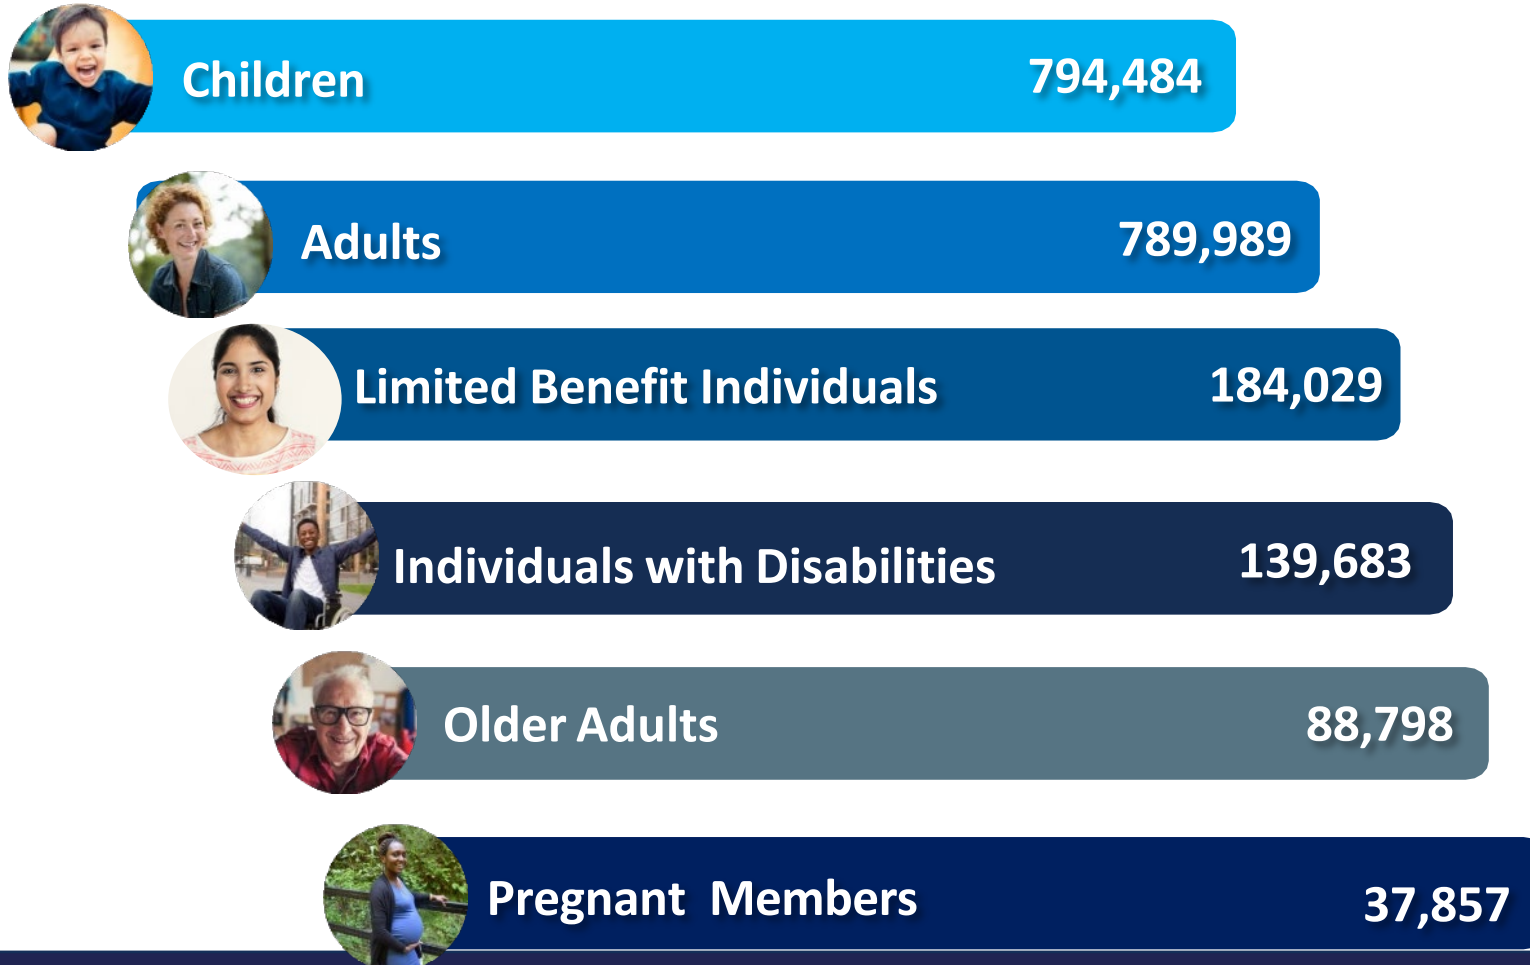 Children 794,484
Adults 789,989
Limited Benefit Individuals 184,029
Individuals with Disabilities 139,683
Older Adults 88,798
Pregnant Members 37,857